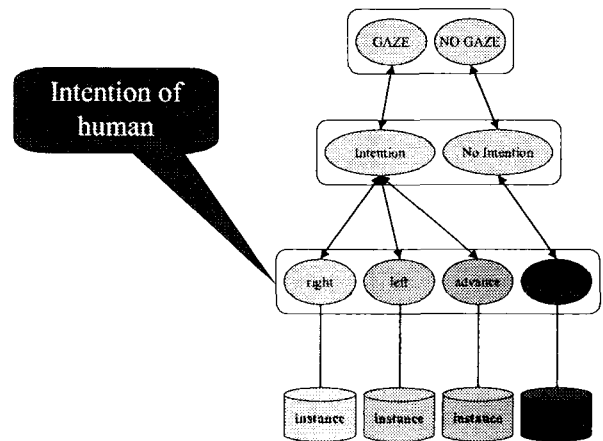 GAZE NO GAZE
Intention of
human
Intention No Intention
right left advance
instance instance instance